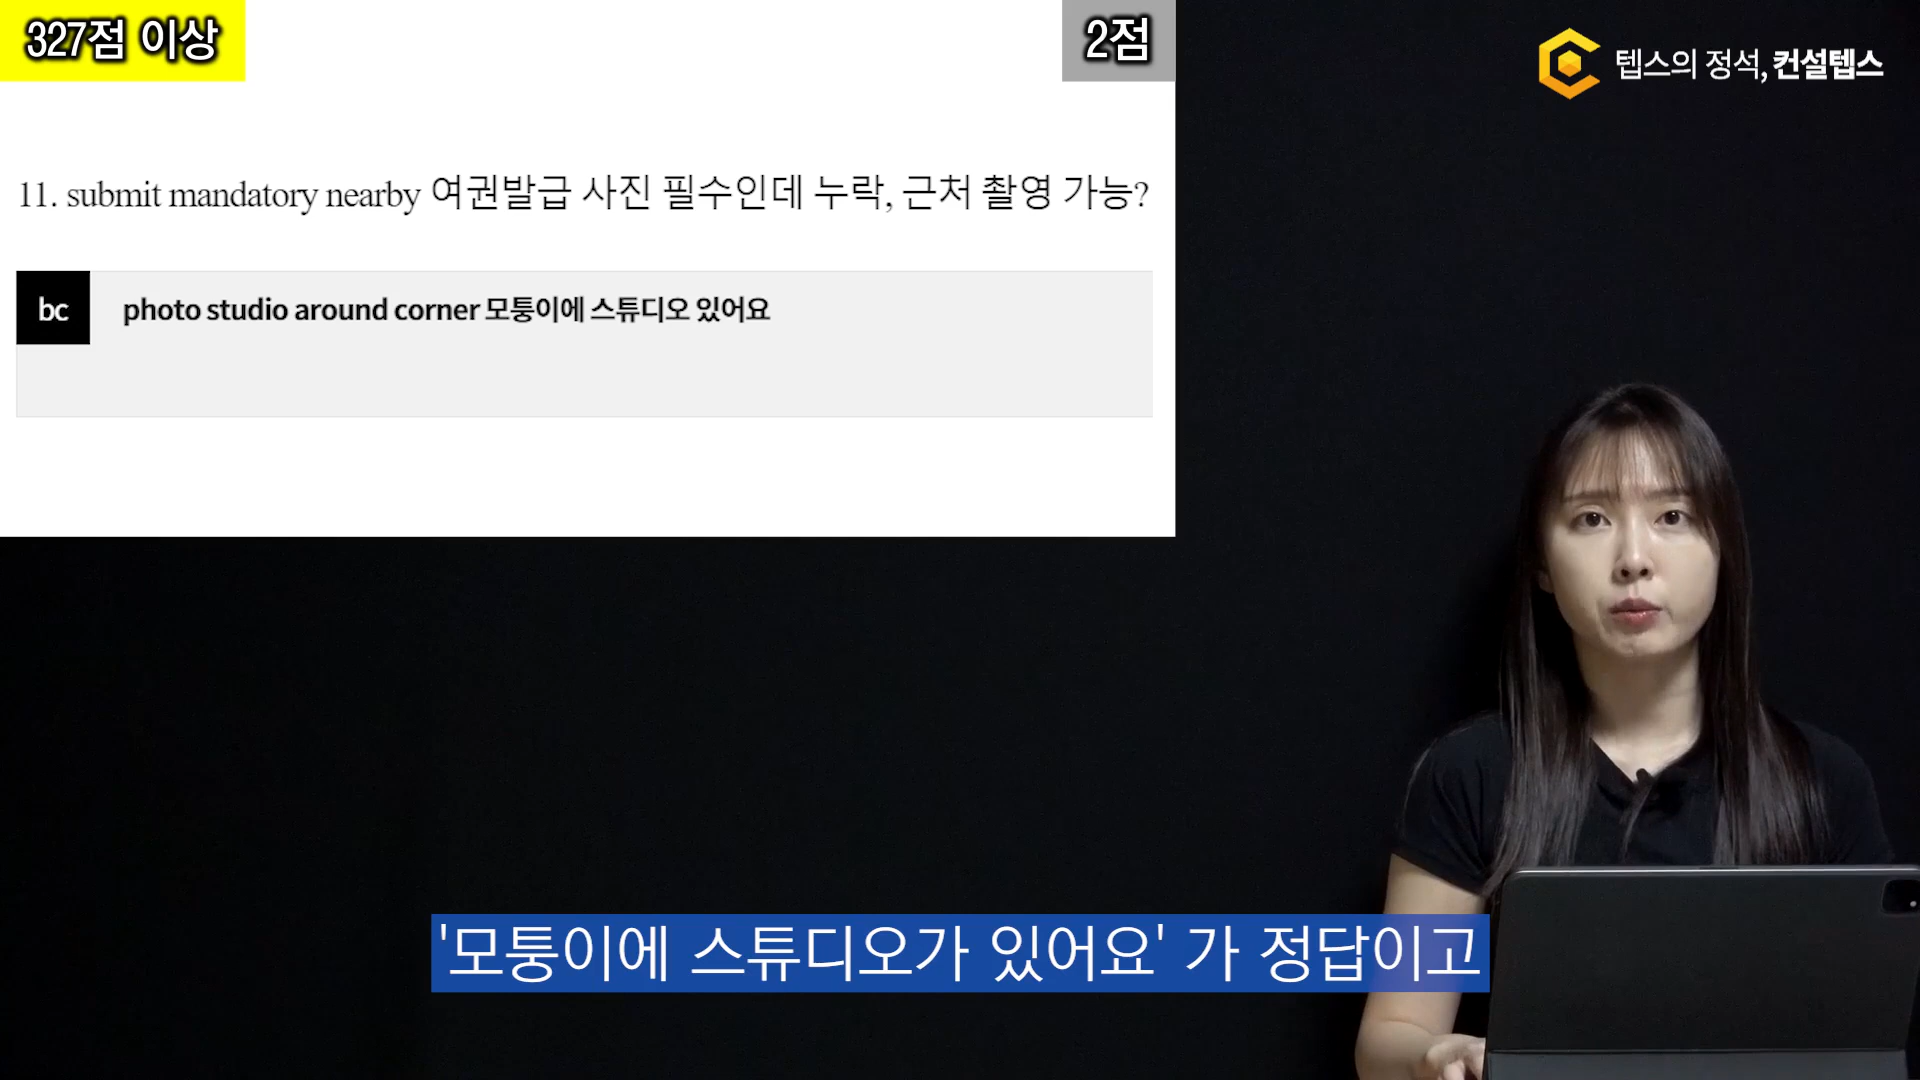 327점 이상
2점
텝스의 정석, 컨설텝스
11. submit mandatory nearby 여권발급 사진 필수인데 누락, 근처 촬영 가능?
bc
photo studio around corner 모퉁이에 스튜디오 있어요
'모퉁이에 스튜디오가 있어요' 가 정답이고